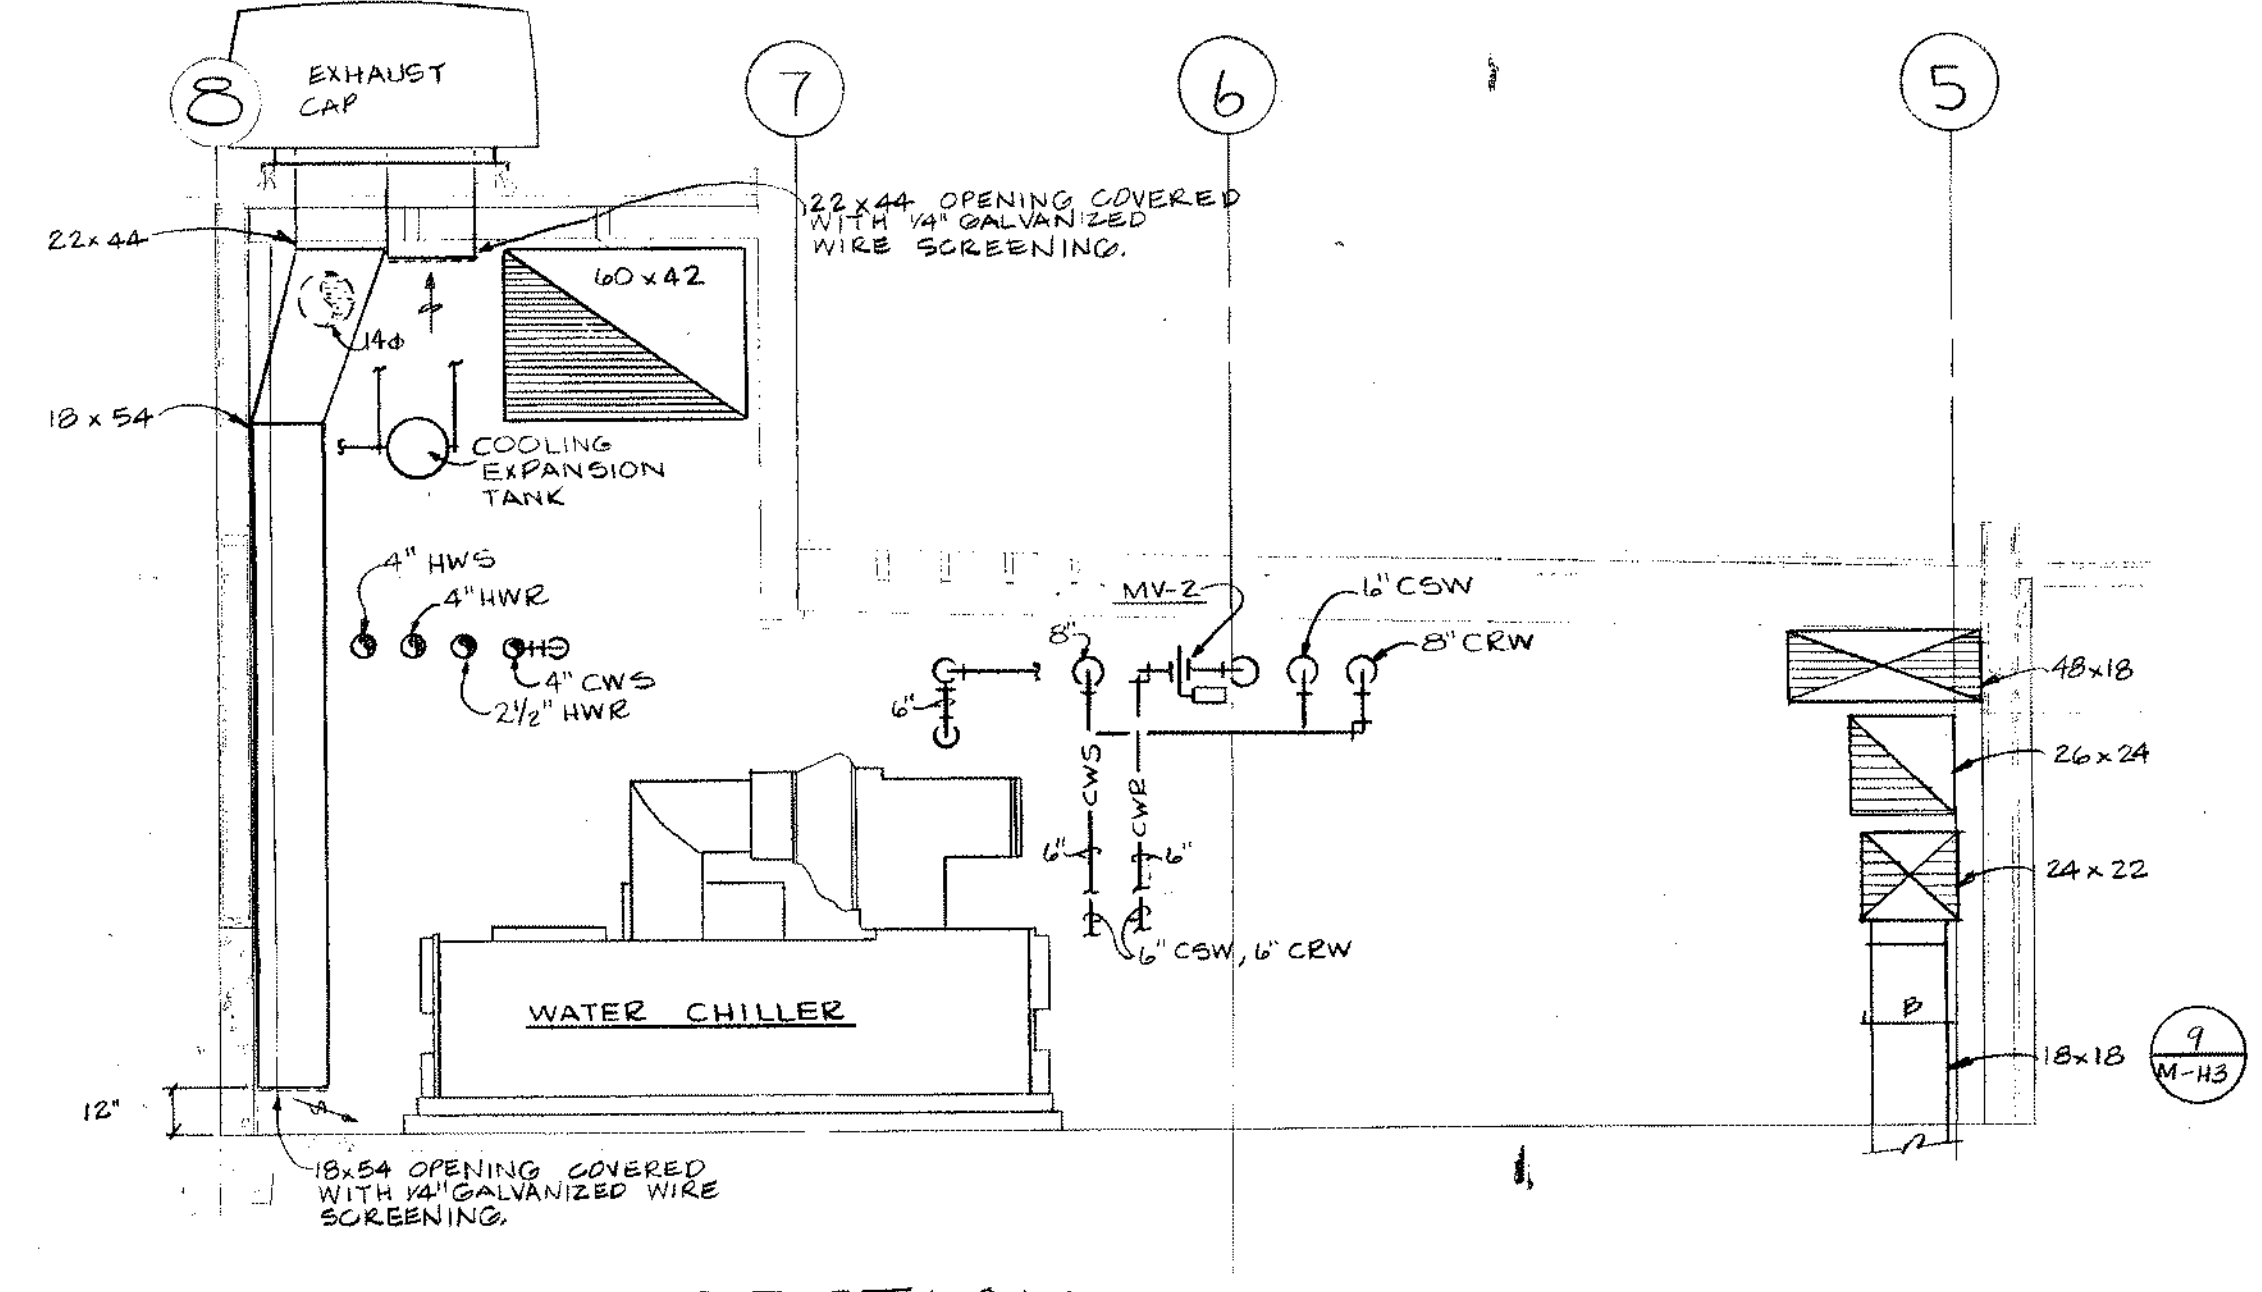 EXHAUST
CAP
8
7
6
5
22x44 OPENING COVERED
WITH 1/4" GALVANIZED
WIRE SCREENING.
22x44
60x42
14ϕ
18x54
COOLING
EXPANSION
TANK
4" HWS
4" HWR
4" CWS
2½" HWR
MV-2
6" CSW
8"
8" CRW
6"
48x18
26x24
CWS
CWR
6"
6"
24x22
6" CSW, 6" CRW
WATER CHILLER
B
18x18
9
M-H3
12"
18x54 OPENING COVERED
WITH 1/4" GALVANIZED WIRE
SCREENING.